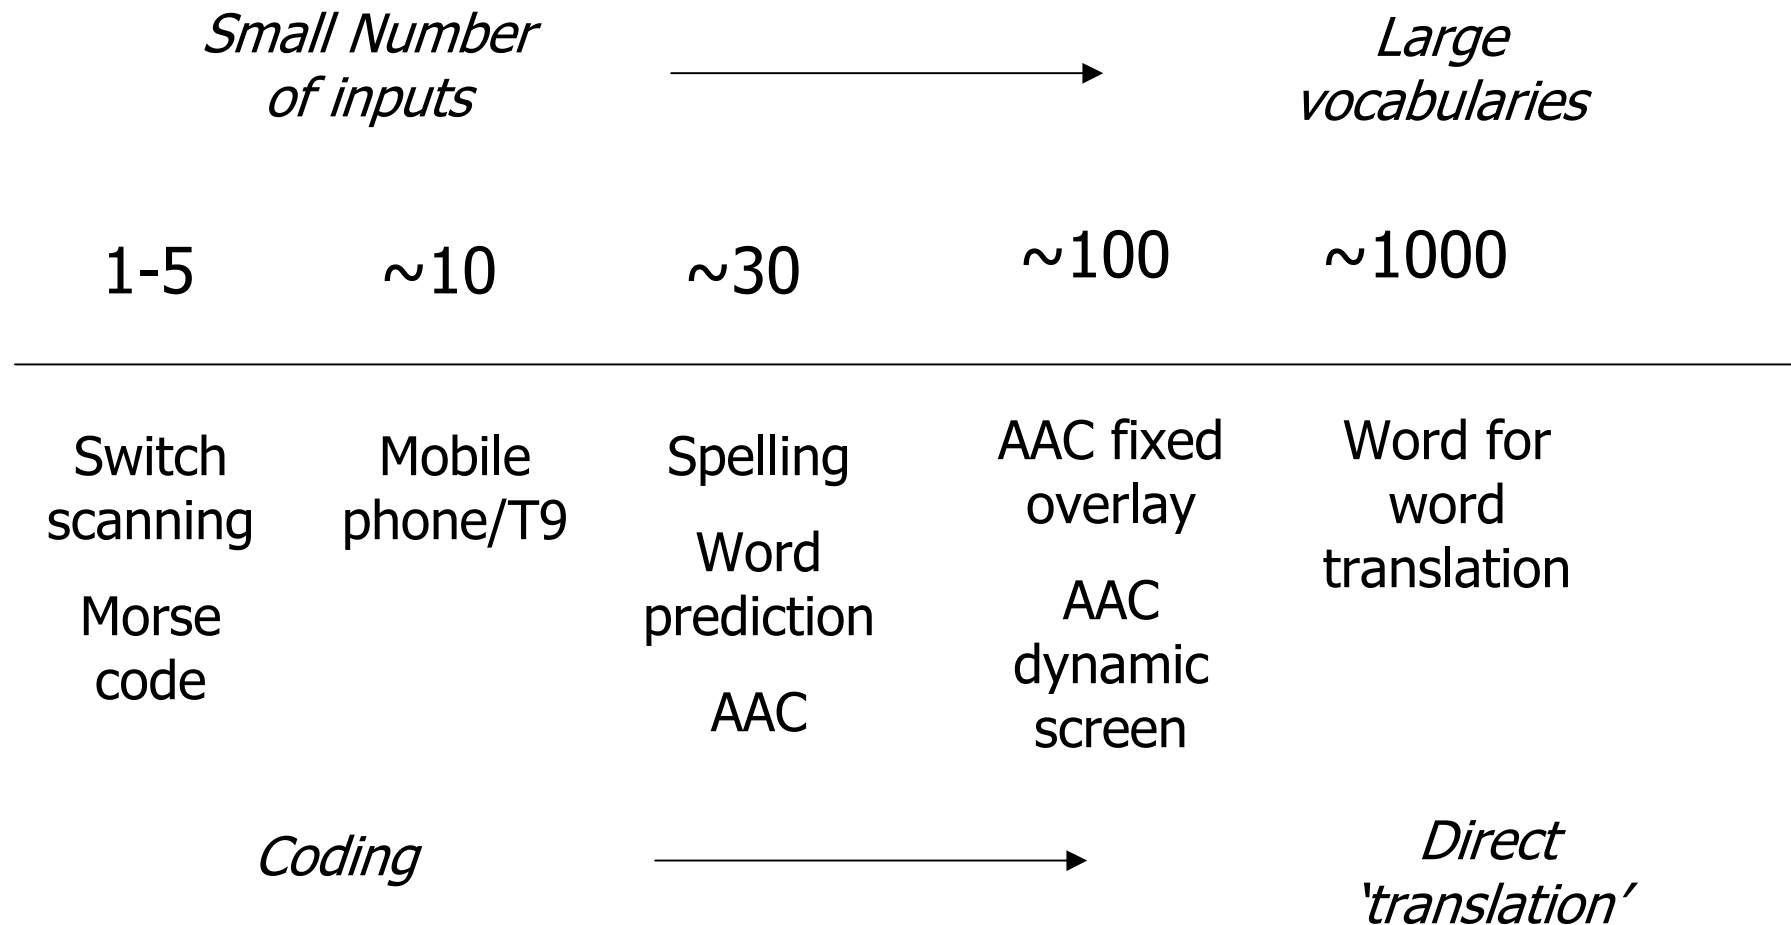 Small Number
of inputs
Large
vocabularies
1-5
~10
~30
~100
~1000
Switch
scanning
Morse
code
Mobile
phone/T9
Spelling
Word
prediction
AAC
AAC fixed
overlay
AAC
dynamic
screen
Word for
word
translation
Coding
Direct
‘translation’